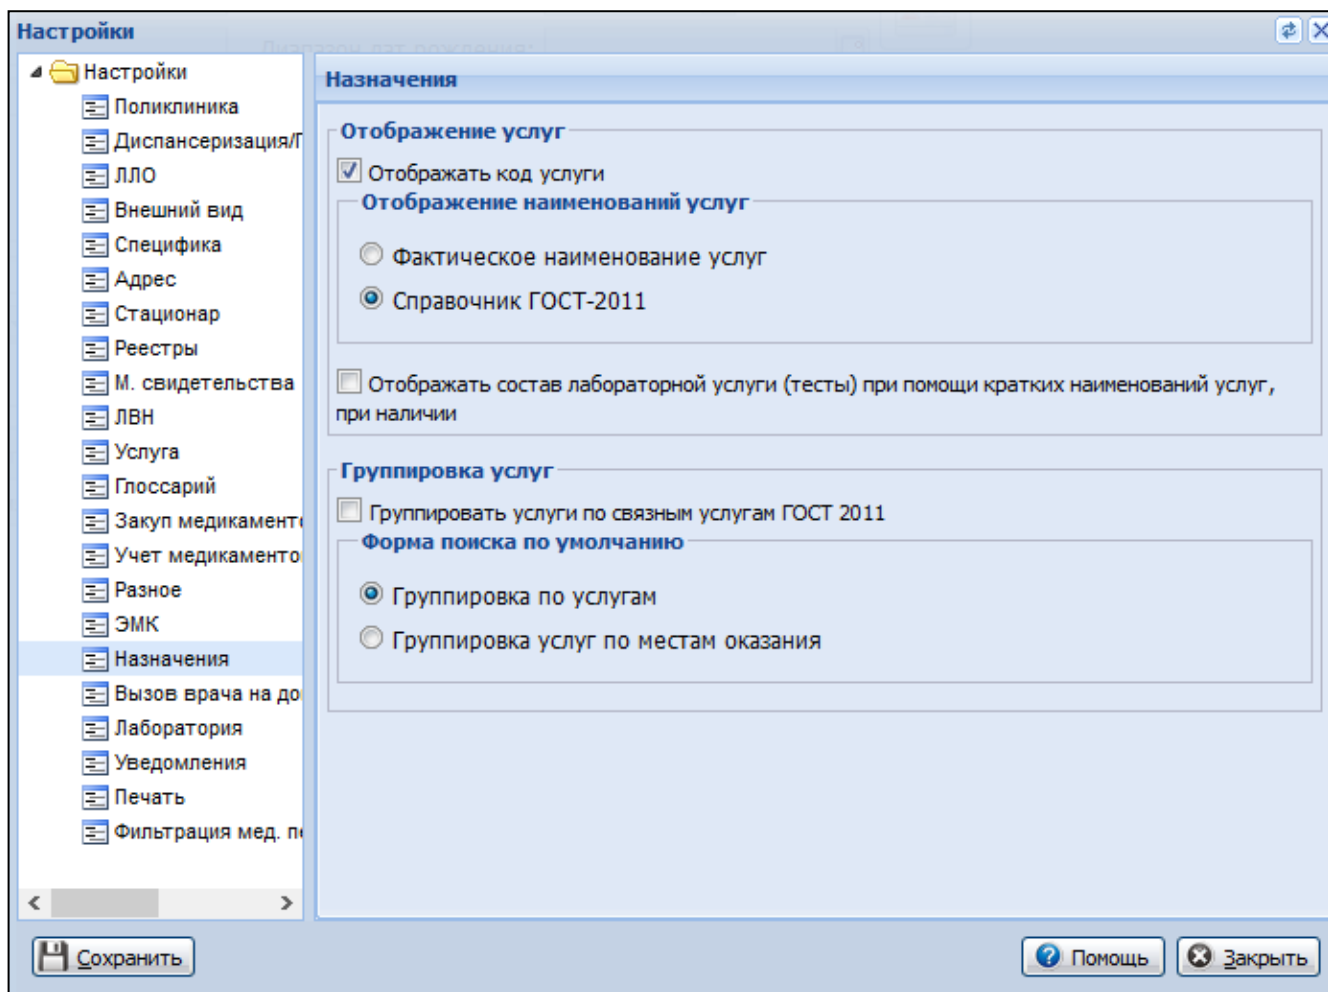 Настройки
Диапазон дат рождения:
Настройки
Поликлиника
Диспансеризация/
ЛЛО
Внешний вид
Специфика
Адрес
Стационар
Реестры
М. свидетельства
ЛВН
Услуга
Глоссарий
Закуп медикаменто
Учет медикаменто
Разное
ЭМК
Назначения
Вызов врача на до
Лаборатория
Уведомления
Печать
Фильтрация мед. п
Назначения
Отображение услуг
Отображать код услуги
Отображение наименований услуг
Фактическое наименование услуг
Справочник ГОСТ-2011
Отображать состав лабораторной услуги (тесты) при помощи кратких наименований услуг,
при наличии
Группировка услуг
Группировать услуги по связным услугам ГОСТ 2011
Форма поиска по умолчанию
Группировка по услугам
Группировка услуг по местам оказания
Сохранить
Помощь
Закрыть